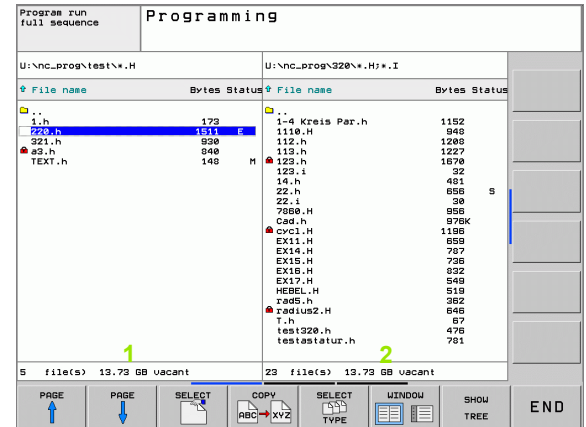 Program run
full sequence
Programming
U:\nc_prog\test\*.H
File name Bytes Status
..
1.h 173
220.h 1511 E
321.h 930
a3.h 840
TEXT.h 148 M
5 file(s) 13.73 GB vacant
1
U:\nc_prog\320\*.H;*.I
File name Bytes Status
..
1-4 Kreis Par.h 1152
1110.H 948
112.h 1208
113.h 1227
123.h 1670
123.i 32
14.h 481
22.h 656 S
22.i 30
7860.H 956
Cad.h 976K
cycl.H 1196
EX11.H 659
EX14.H 787
EX15.H 736
EX16.H 832
EX17.H 549
HEBEL.H 519
rad5.h 362
radius2.H 646
T.h 67
test320.h 476
testastatur.h 781
2
23 file(s) 13.73 GB vacant
PAGE
PAGE
SELECT
COPY
ABC XYZ
SELECT
TYPE
WINDOW
SHOW
TREE
END